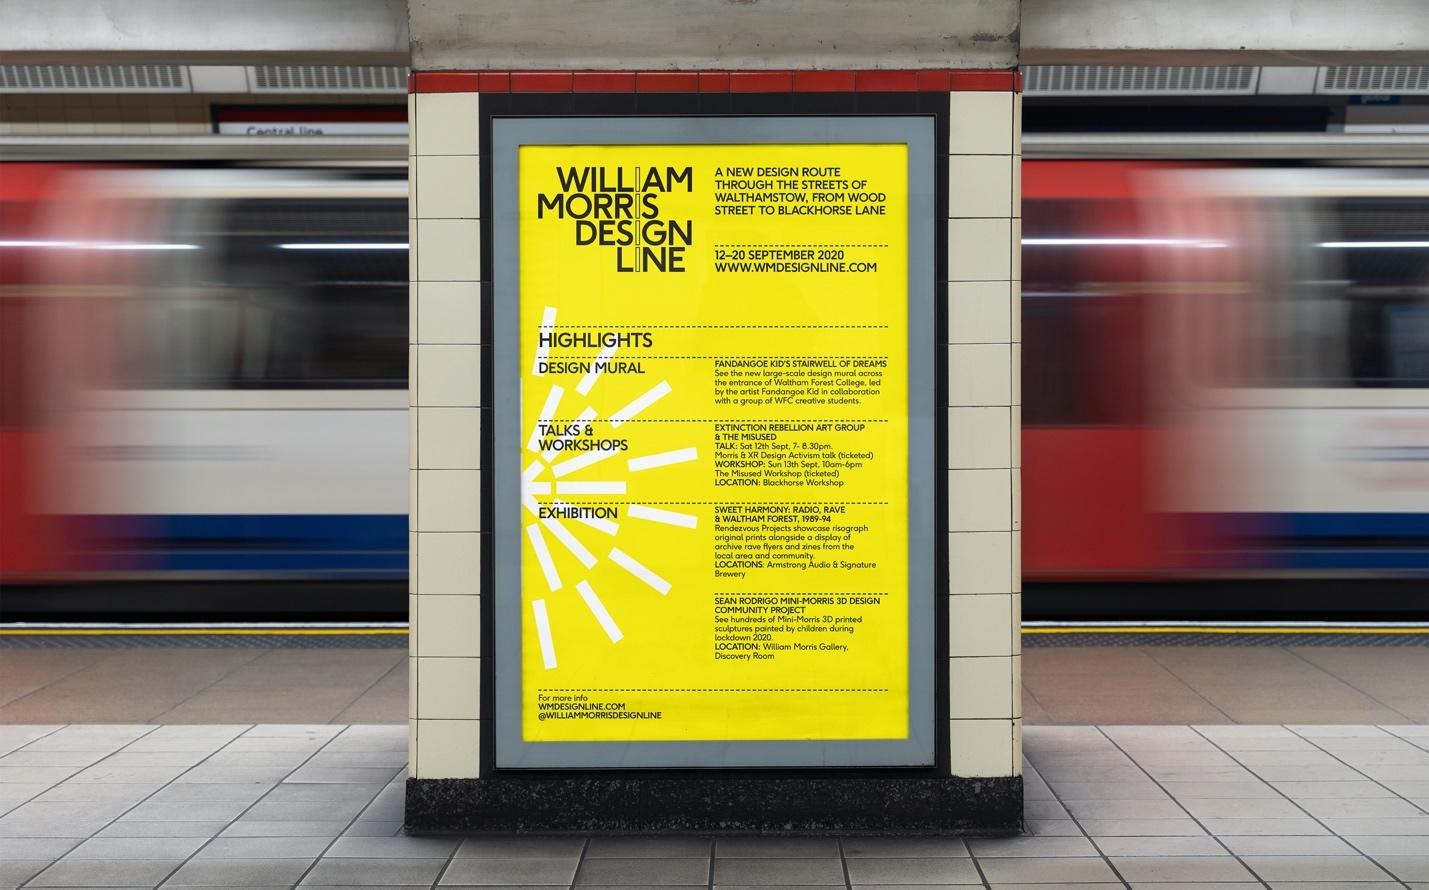 Central line
WILLIAM
MORRIS
DESIGN
LINE
A NEW DESIGN ROUTE
THROUGH THE STREETS OF
WALTHAMSTOW, FROM WOOD
STREET TO BLACKHORSE LANE
12–20 SEPTEMBER 2020
WWW.WMDESIGNLINE.COM
HIGHLIGHTS
DESIGN MURAL
FANDANGOE KID'S STAIRWELL OF DREAMS
See the new large-scale design mural across
the entrance of Waltham Forest College, led
by the artist Fandangoe Kid in collaboration
with a group of WFC creative students.
TALKS &
WORKSHOPS
EXTINCTION REBELLION ART GROUP
& THE MISUSED
TALK: Sat 12th Sept, 7- 8.30pm.
Morris & XR Design Activism talk (ticketed)
WORKSHOP: Sun 13th Sept, 10am-6pm
The Misused Workshop (ticketed)
LOCATION: Blackhorse Workshop
EXHIBITION
SWEET HARMONY: RADIO, RAVE
& WALTHAM FOREST, 1989-94
Rendezvous Projects showcase risograph
original prints alongside a display of
archive rave flyers and zines from the
local area and community.
LOCATIONS: Armstrong Audio & Signature
Brewery
SEAN RODRIGO MINI-MORRIS 3D DESIGN
COMMUNITY PROJECT
See hundreds of Mini-Morris 3D printed
sculptures painted by children during
lockdown 2020.
LOCATION: William Morris Gallery,
Discovery Room
For more info
WMDESIGNLINE.COM
@WILLIAMMORRISDESIGNLINE